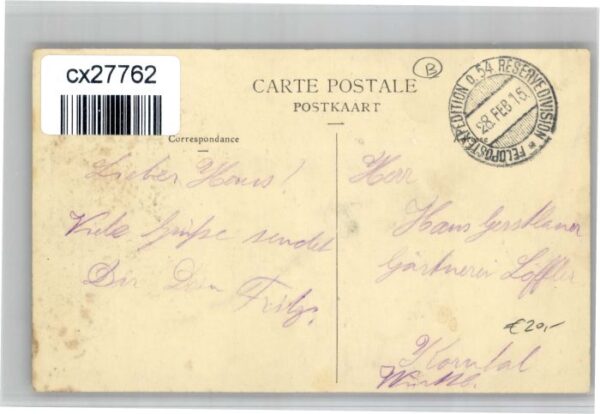 cx27762
B
CARTE POSTALE
POSTKAART
FELDPOSTEXPEDITION D. 54 RESERVEDIVISION
28 FEB 15
Correspondance
Lieber Hans!
Viele Grüße sendet
Dir Dein Fritz.
Herr
Hans
Gärtnerei Löffler
€20,-
Korntal
Württbg.